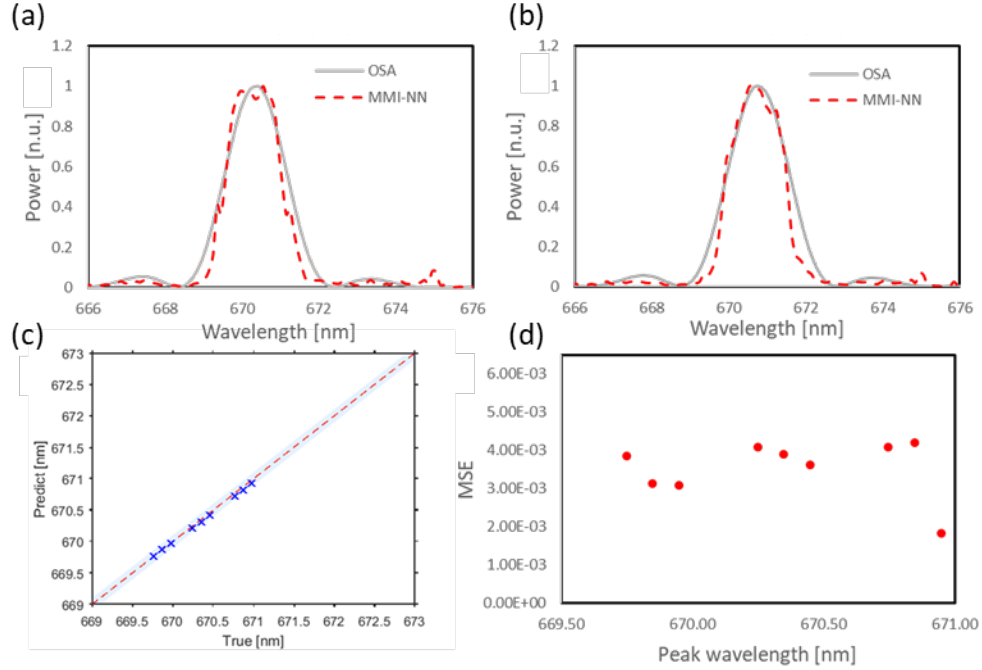 (a)
(b)
1.2
1
0.8
0.6
0.4
0.2
0
Power [n.u.]
OSA
MMI-NN
666
668
670
672
674
676
Wavelength [nm]
1.2
1
0.8
0.6
0.4
0.2
0
Power [n.u.]
OSA
MMI-NN
666
668
670
672
674
676
Wavelength [nm]
(c)
673
672.5
672
671.5
671
670.5
670
669.5
669
Predict [nm]
669
669.5
670
670.5
671
671.5
672
672.5
673
True [nm]
(d)
6.00E-03
5.00E-03
4.00E-03
3.00E-03
2.00E-03
1.00E-03
0.00E+00
MSE
669.50
670.00
670.50
671.00
Peak wavelength [nm]